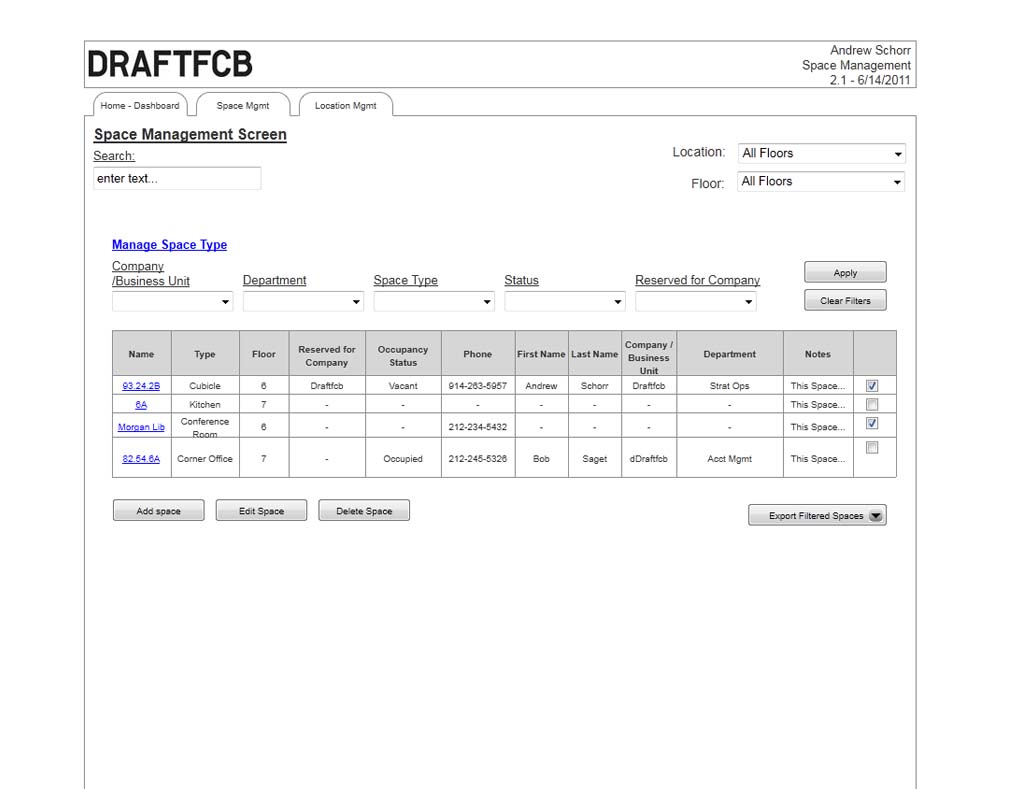 DRAFTFCB
Andrew Schorr
Space Management
2.1 - 6/14/2011
Home - Dashboard
Space Mgmt
Location Mgmt
Space Management Screen
Search:
enter text...
Location:
All Floors
Floor:
All Floors
Manage Space Type
Company
/Business Unit
Department
Space Type
Status
Reserved for Company
Apply
Clear Filters
Name Type Floor Reserved for Company Occupancy Status Phone First Name Last Name Company / Business Unit Department Notes
93.24.2B Cubicle 6 Draftfcb Vacant 914-263-5957 Andrew Schorr Draftfcb Strat Ops This Space...
6A Kitchen 7 - - - - - - - This Space...
Morgan Lib Conference Room 6 - - 212-234-5432 - - - - This Space...
82.54.6A Corner Office 7 - Occupied 212-245-5326 Bob Saget dDraftfcb Acct Mgmt This Space...
Add space
Edit Space
Delete Space
Export Filtered Spaces